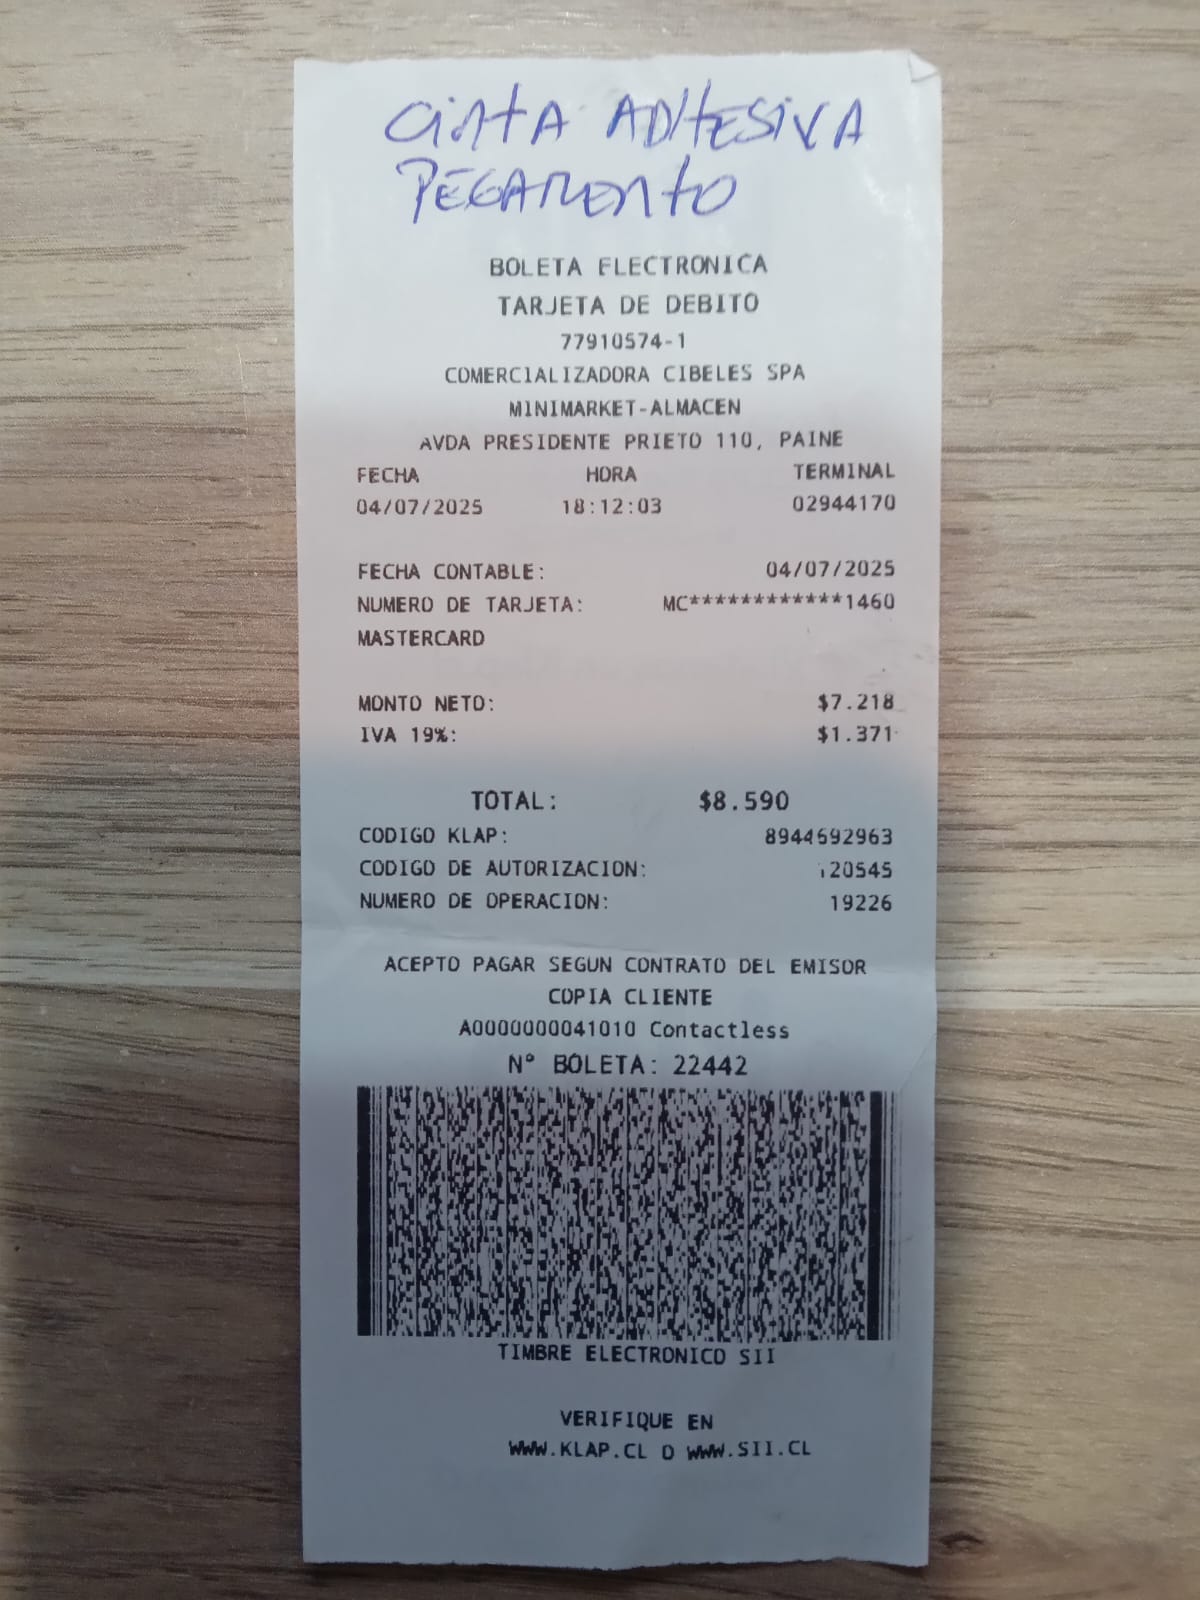 CINTA ADHESIVA
PEGAMENTO
BOLETA ELECTRONICA
TARJETA DE DEBITO
77910574-1
COMERCIALIZADORA CIBELES SPA
MINIMARKET-ALMACEN
AVDA PRESIDENTE PRIETO 110, PAINE
FECHA HORA TERMINAL
04/07/2025 18:12:03 02944170
FECHA CONTABLE: 04/07/2025
NUMERO DE TARJETA: MC************1460
MASTERCARD
MONTO NETO: $7.218
IVA 19%: $1.371
TOTAL: $8.590
CODIGO KLAP: 8944692963
CODIGO DE AUTORIZACION:
NUMERO DE OPERACION: 19226
ACEPTO PAGAR SEGUN CONTRATO DEL EMISOR
COPIA CLIENTE
A0000000041010 Contactless
N° BOLETA: 22442
TIMBRE ELECTRONICO SII
VERIFIQUE EN
WWW.KLAP.CL O WWW.SII.CL